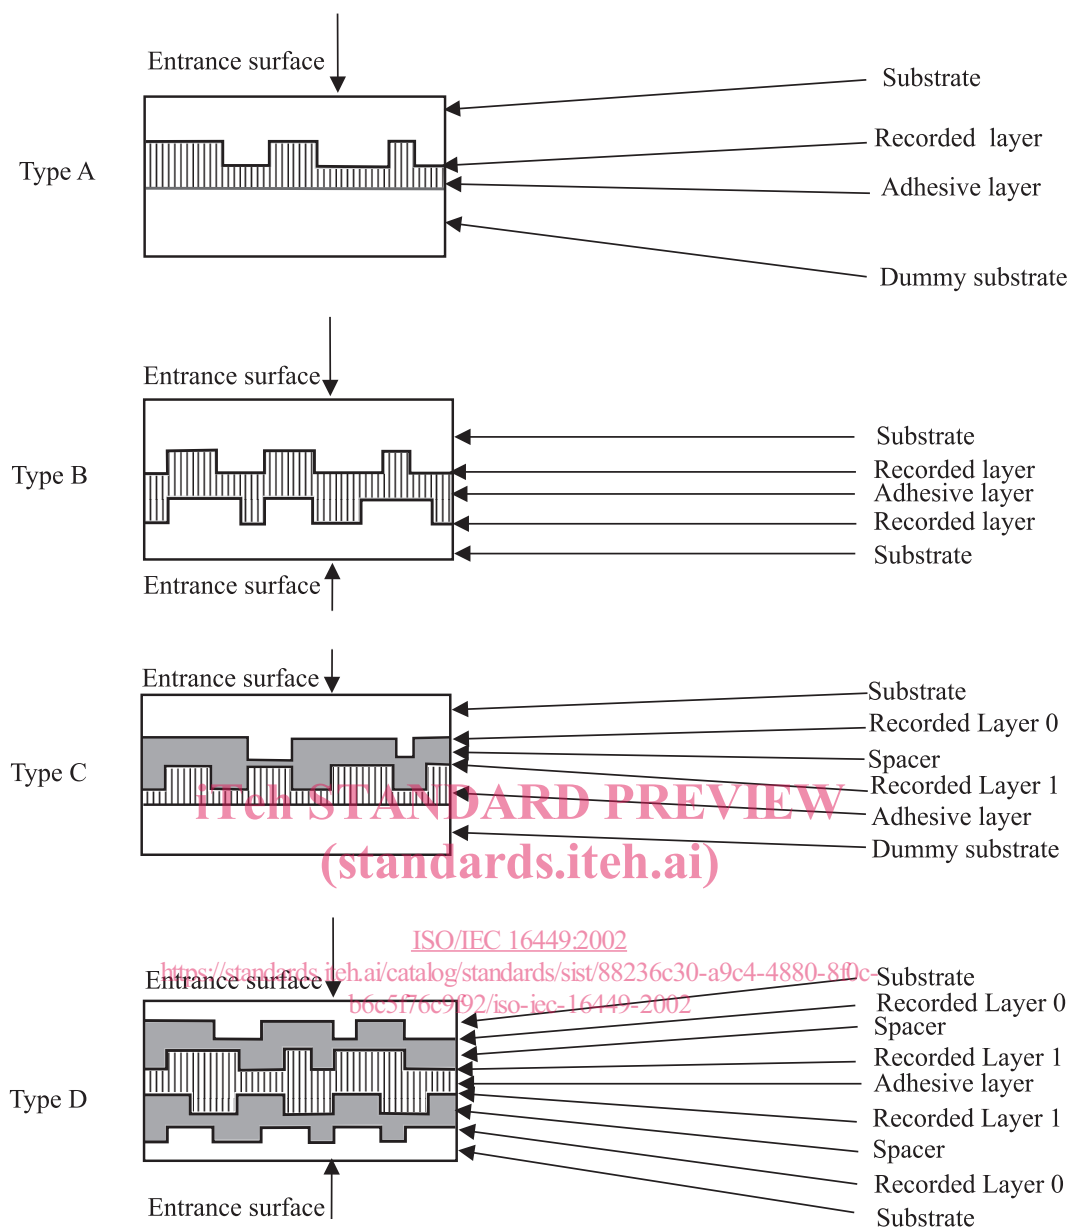 Entrance surface
Substrate
Recorded layer
Type A
Adhesive layer
Dummy substrate
Entrance surface
Substrate
Type B
Recorded layer
Adhesive layer
Recorded layer
Substrate
Entrance surface
Entrance surface
Substrate
Recorded Layer 0
Spacer
Type C
Recorded Layer 1
iTeh STANDARD PREVIEW
Adhesive layer
Dummy substrate
(standards.iteh.ai)
ISO/IEC 16449:2002
https://standards.iteh.ai/catalog/standards/sist/88236c30-a9c4-4880-8f0c-
Entrance surface
Substrate
b6c5f76c9f92/iso-iec-16449-2002
Recorded Layer 0
Spacer
Recorded Layer 1
Adhesive layer
Type D
Recorded Layer 1
Spacer
Recorded Layer 0
Entrance surface
Substrate